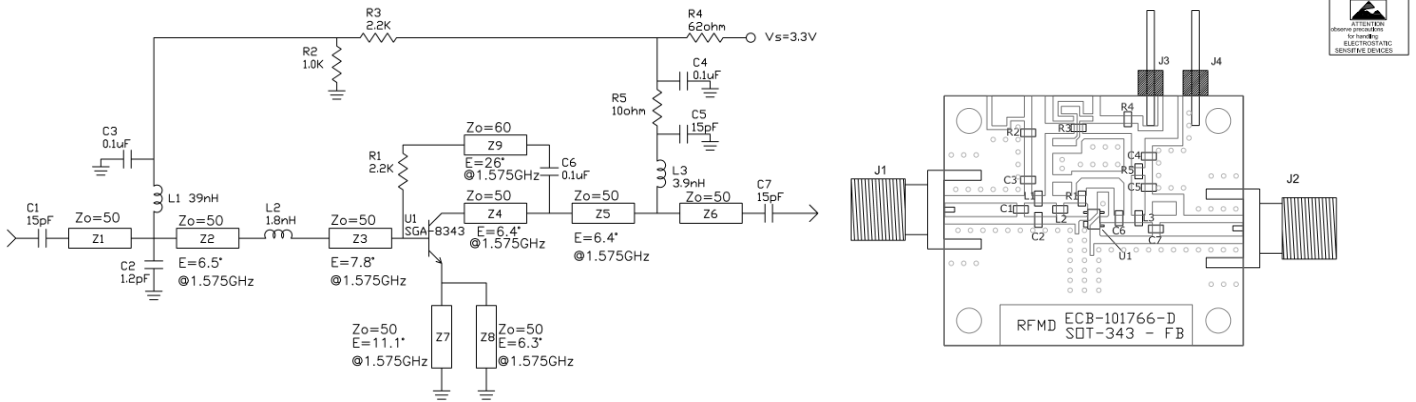 R3
2.2K
R4
62ohm
Vs=3.3V
R2
1.0K
C4
0.1uF
R5
10ohm
C5
15pF
C3
0.1uF
Zo=60
Z9
E=26°
@1.575GHz
R1
2.2K
C6
0.1uF
L3
3.9nH
L1 39nH
C1
15pF
Zo=50
Z1
Zo=50
Z2
E=6.5°
@1.575GHz
L2
1.8nH
Zo=50
Z3
E=7.8°
@1.575GHz
U1
SGA-8343
Zo=50
Z4
E=6.4°
@1.575GHz
Zo=50
Z5
E=6.4°
@1.575GHz
Zo=50
Z6
C7
15pF
C2
1.2pF
Zo=50
E=11.1°
@1.575GHz
Z7
Z8
Zo=50
E=6.3°
@1.575GHz
ATTENTION
observe precautions
for handling
ELECTROSTATIC
SENSITIVE DEVICES
J3
J4
R4
R2
R3
C4
R5
C3
C5
J1
J2
L1
R1
C1
L2
C2
C6
L3
C7
U1
RFMD ECB-101766-D
SOT-343 - FB